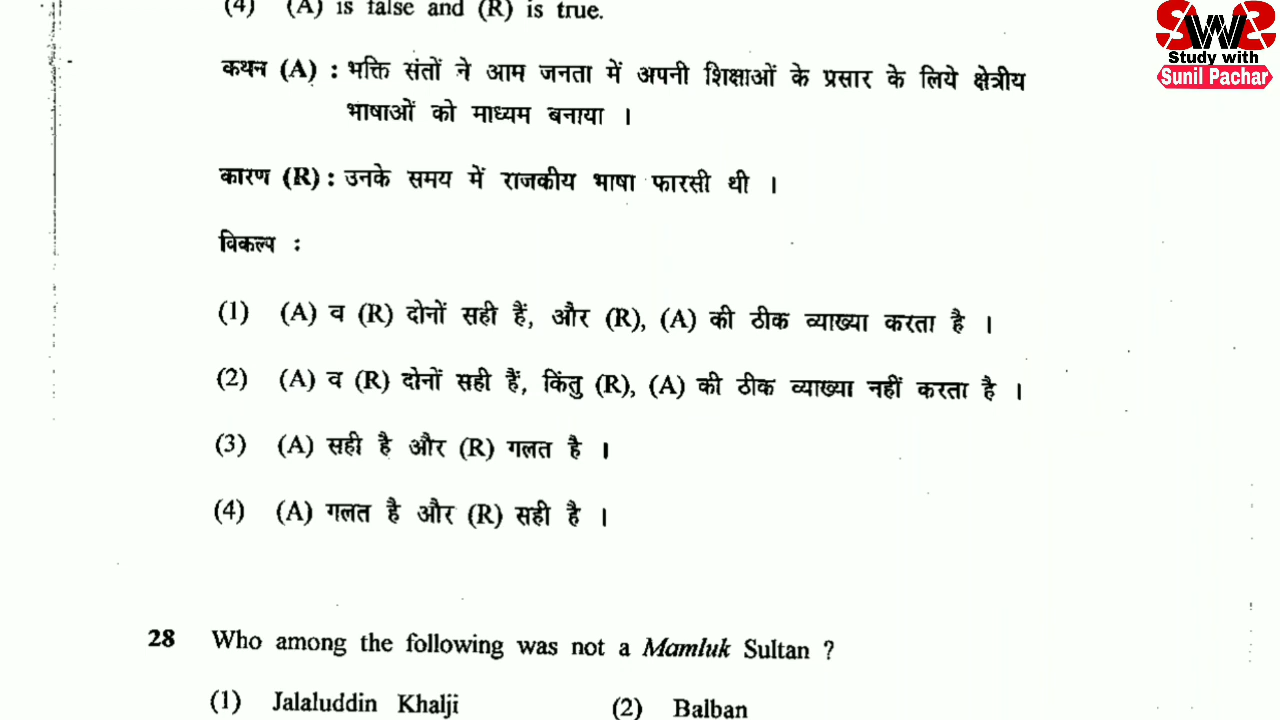 (4) (A) is false and (R) is true.
SWS
Study with
Sunil Pachar
कथन (A) : भक्ति संतों ने आम जनता में अपनी शिक्षाओं के प्रसार के लिये क्षेत्रीय
भाषाओं को माध्यम बनाया ।
कारण (R) : उनके समय में राजकीय भाषा फारसी थी ।
विकल्प :
(1) (A) व (R) दोनों सही हैं, और (R), (A) की ठीक व्याख्या करता है ।
(2) (A) व (R) दोनों सही हैं, किंतु (R), (A) की ठीक व्याख्या नहीं करता है ।
(3) (A) सही है और (R) गलत है ।
(4) (A) गलत है और (R) सही है ।
28 Who among the following was not a Mamluk Sultan ?
(1) Jalaluddin Khalji (2) Balban